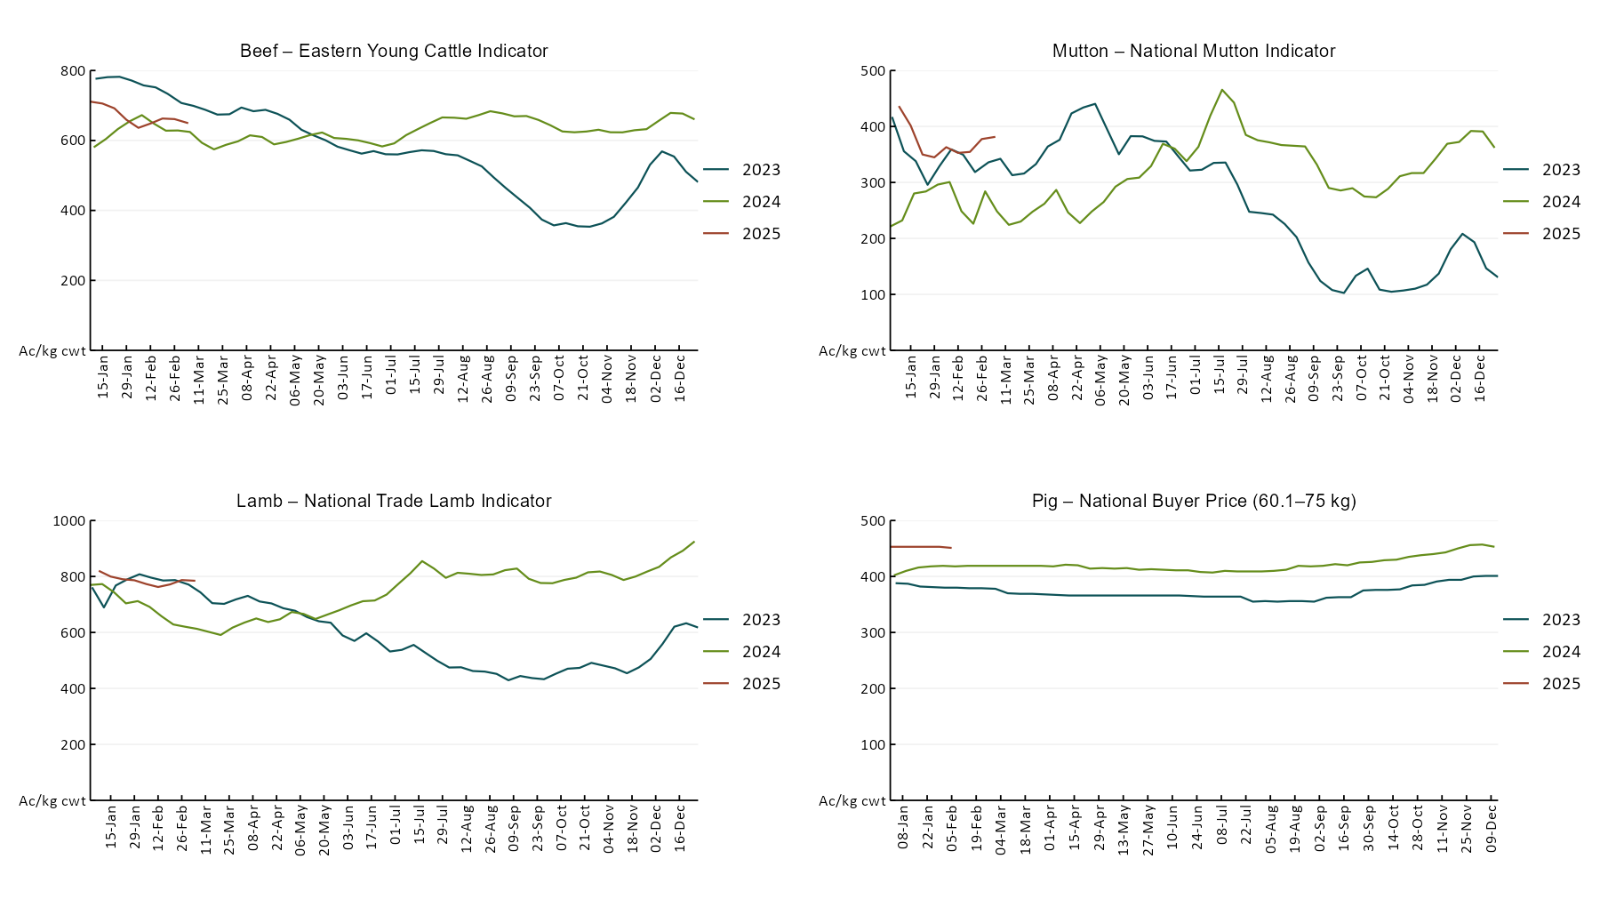 Beef – Eastern Young Cattle Indicator
800
600
400
200
Ac/kg cwt
15-Jan
29-Jan
12-Feb
26-Feb
11-Mar
25-Mar
08-Apr
22-Apr
06-May
20-May
03-Jun
17-Jun
01-Jul
15-Jul
29-Jul
12-Aug
26-Aug
09-Sep
23-Sep
07-Oct
21-Oct
04-Nov
18-Nov
02-Dec
16-Dec
2023
2024
2025
Mutton – National Mutton Indicator
500
400
300
200
100
Ac/kg cwt
15-Jan
29-Jan
12-Feb
26-Feb
11-Mar
25-Mar
08-Apr
22-Apr
06-May
20-May
03-Jun
17-Jun
01-Jul
15-Jul
29-Jul
12-Aug
26-Aug
09-Sep
23-Sep
07-Oct
21-Oct
04-Nov
18-Nov
02-Dec
16-Dec
2023
2024
2025
Lamb – National Trade Lamb Indicator
1000
800
600
400
200
Ac/kg cwt
15-Jan
29-Jan
12-Feb
26-Feb
11-Mar
25-Mar
08-Apr
22-Apr
06-May
20-May
03-Jun
17-Jun
01-Jul
15-Jul
29-Jul
12-Aug
26-Aug
09-Sep
23-Sep
07-Oct
21-Oct
04-Nov
18-Nov
02-Dec
16-Dec
2023
2024
2025
Pig – National Buyer Price (60.1–75 kg)
500
400
300
200
100
Ac/kg cwt
08-Jan
22-Jan
05-Feb
19-Feb
04-Mar
18-Mar
01-Apr
15-Apr
29-Apr
13-May
27-May
10-Jun
24-Jun
08-Jul
22-Jul
05-Aug
19-Aug
02-Sep
16-Sep
30-Sep
14-Oct
28-Oct
11-Nov
25-Nov
09-Dec
2023
2024
2025